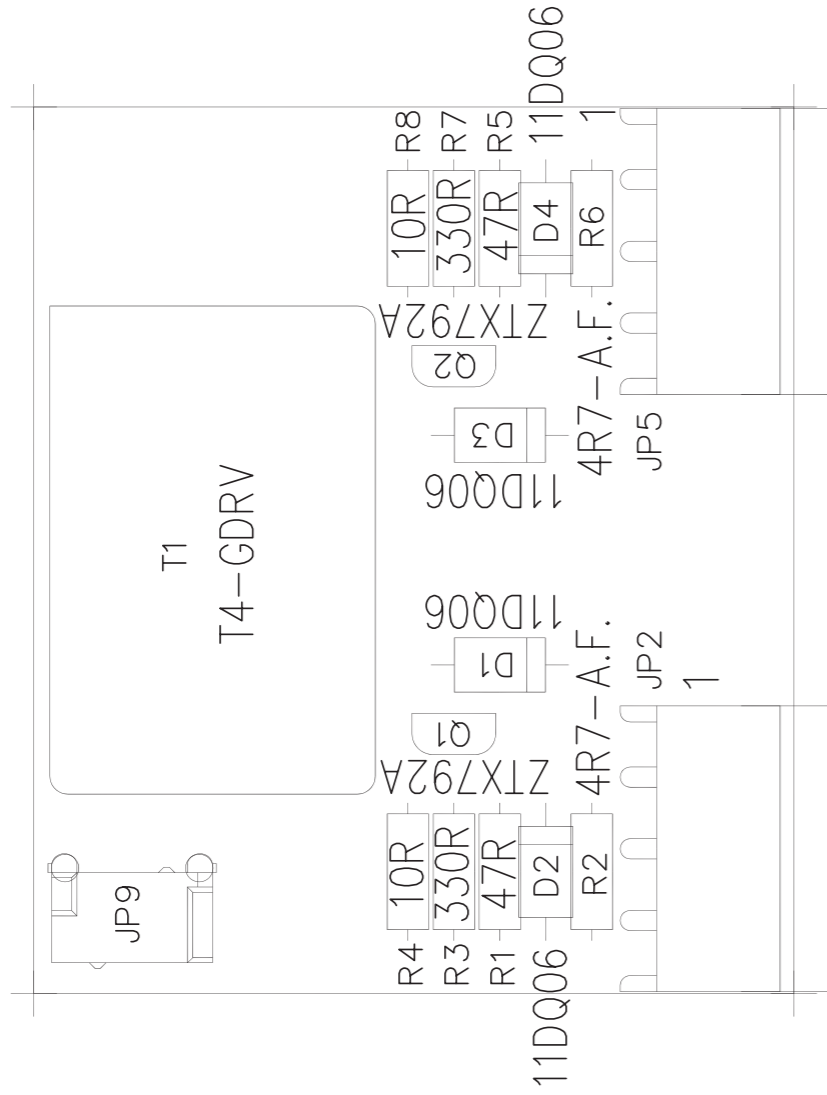 11DQ06
1
R8
R7
R5
10R
330R
47R
D4
R6
ZTX792A
4R7-A.F.
Q2
JP5
D3
11DQ06
T1
T4-GDRV
11DQ06
D1
JP2
1
4R7-A.F.
Q1
ZTX792A
10R
330R
47R
D2
R2
JP9
R4
R3
R1
11DQ06